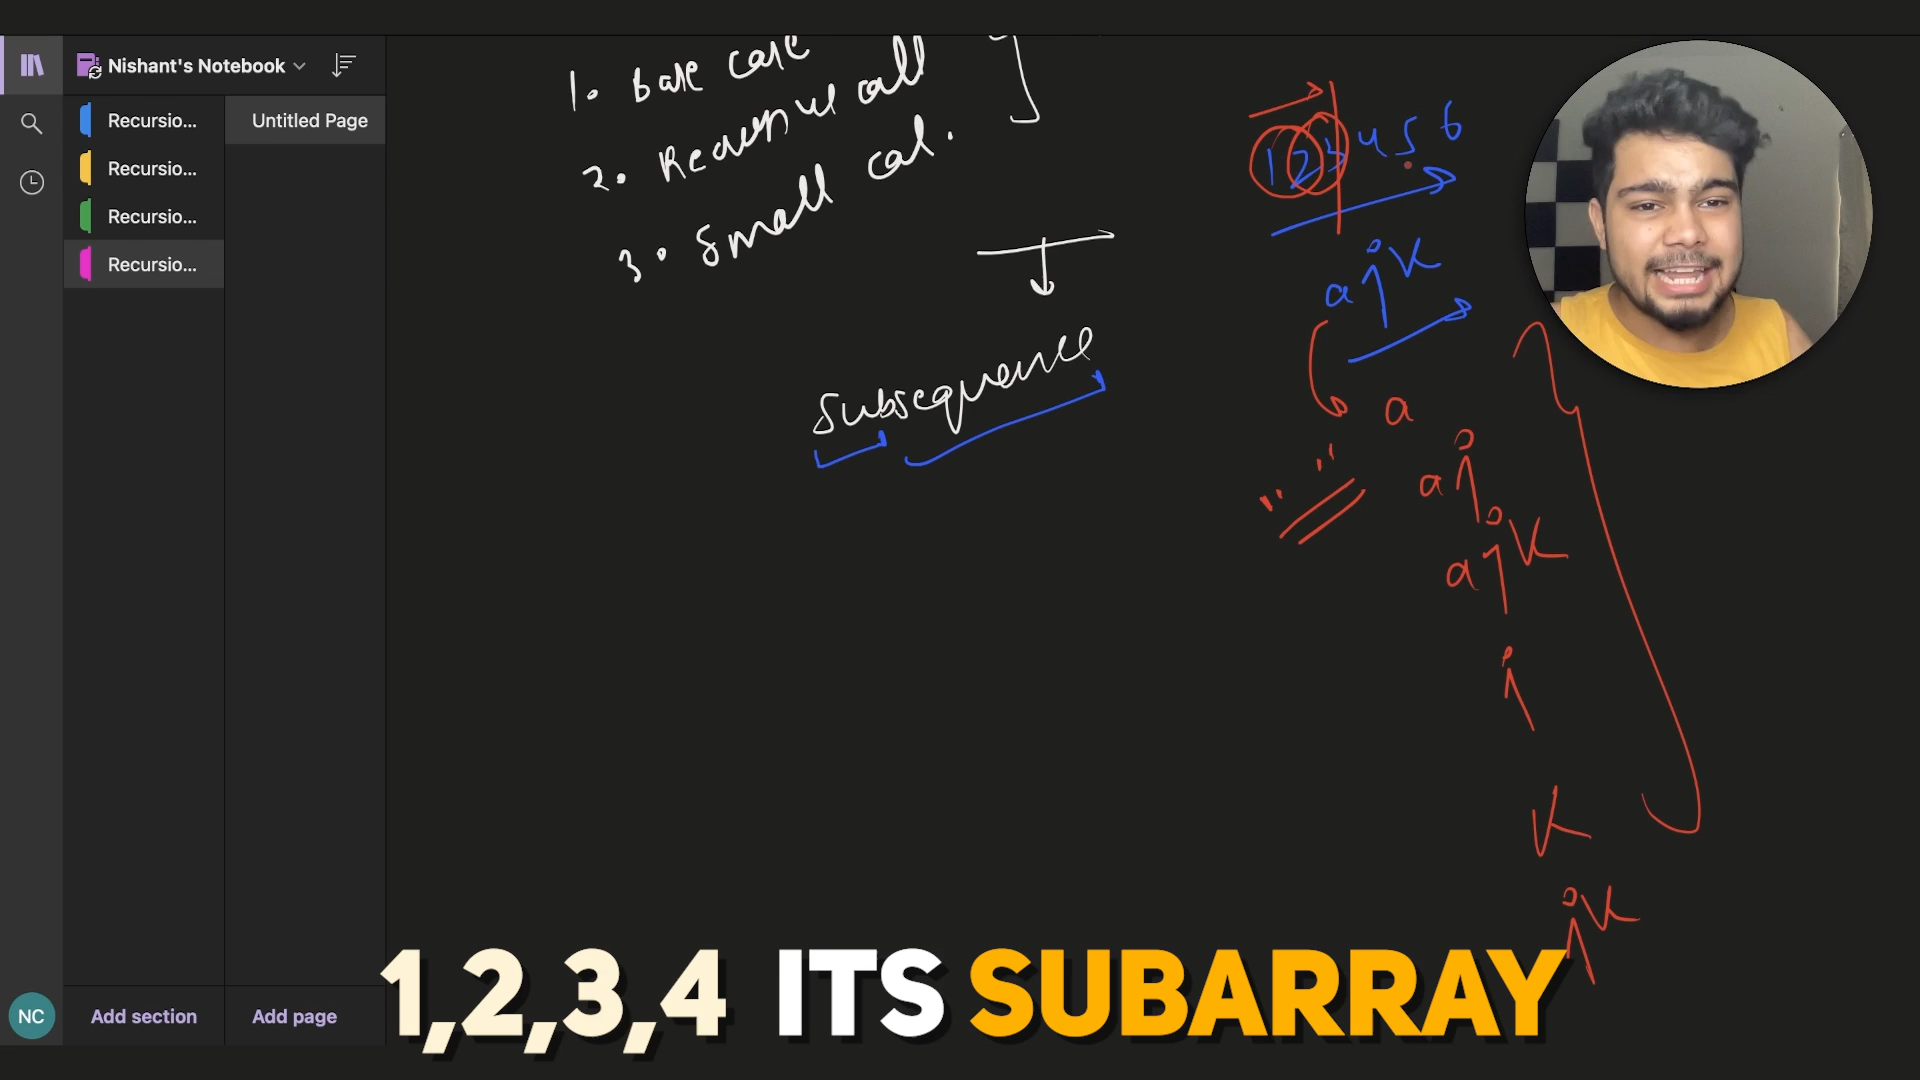 Nishant's Notebook
Recursio...
Untitled Page
Recursio...
Recursio...
Recursio...
1. Base case
2. Recursive call
3. Small cal.
Subsequence
1 2 3 4 5 6
a i K
a
" "
a i
a i K
i
K
i K
1,2,3,4 ITS SUBARRAY
NC
Add section
Add page